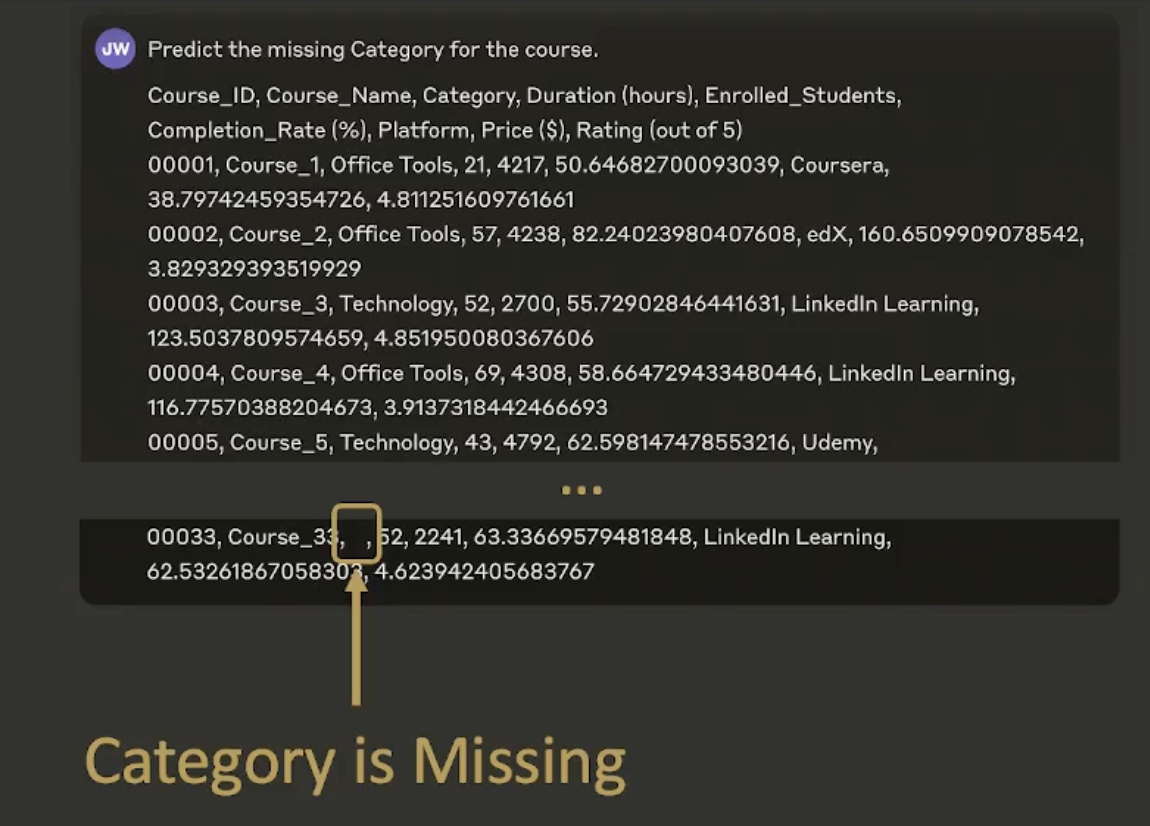 JW Predict the missing Category for the course.
Course_ID, Course_Name, Category, Duration (hours), Enrolled_Students,
Completion_Rate (%), Platform, Price ($), Rating (out of 5)
00001, Course_1, Office Tools, 21, 4217, 50.64682700093039, Coursera,
38.79742459354726, 4.811251609761661
00002, Course_2, Office Tools, 57, 4238, 82.24023980407608, edX, 160.6509909078542,
3.829329393519929
00003, Course_3, Technology, 52, 2700, 55.72902846441631, LinkedIn Learning,
123.5037809574659, 4.851950080367606
00004, Course_4, Office Tools, 69, 4308, 58.664729433480446, LinkedIn Learning,
116.77570388204673, 3.9137318442466693
00005, Course_5, Technology, 43, 4792, 62.598147478553216, Udemy,
...
00033, Course_33, , 52, 2241, 63.33669579481848, LinkedIn Learning,
62.53261867058303, 4.623942405683767
Category is Missing